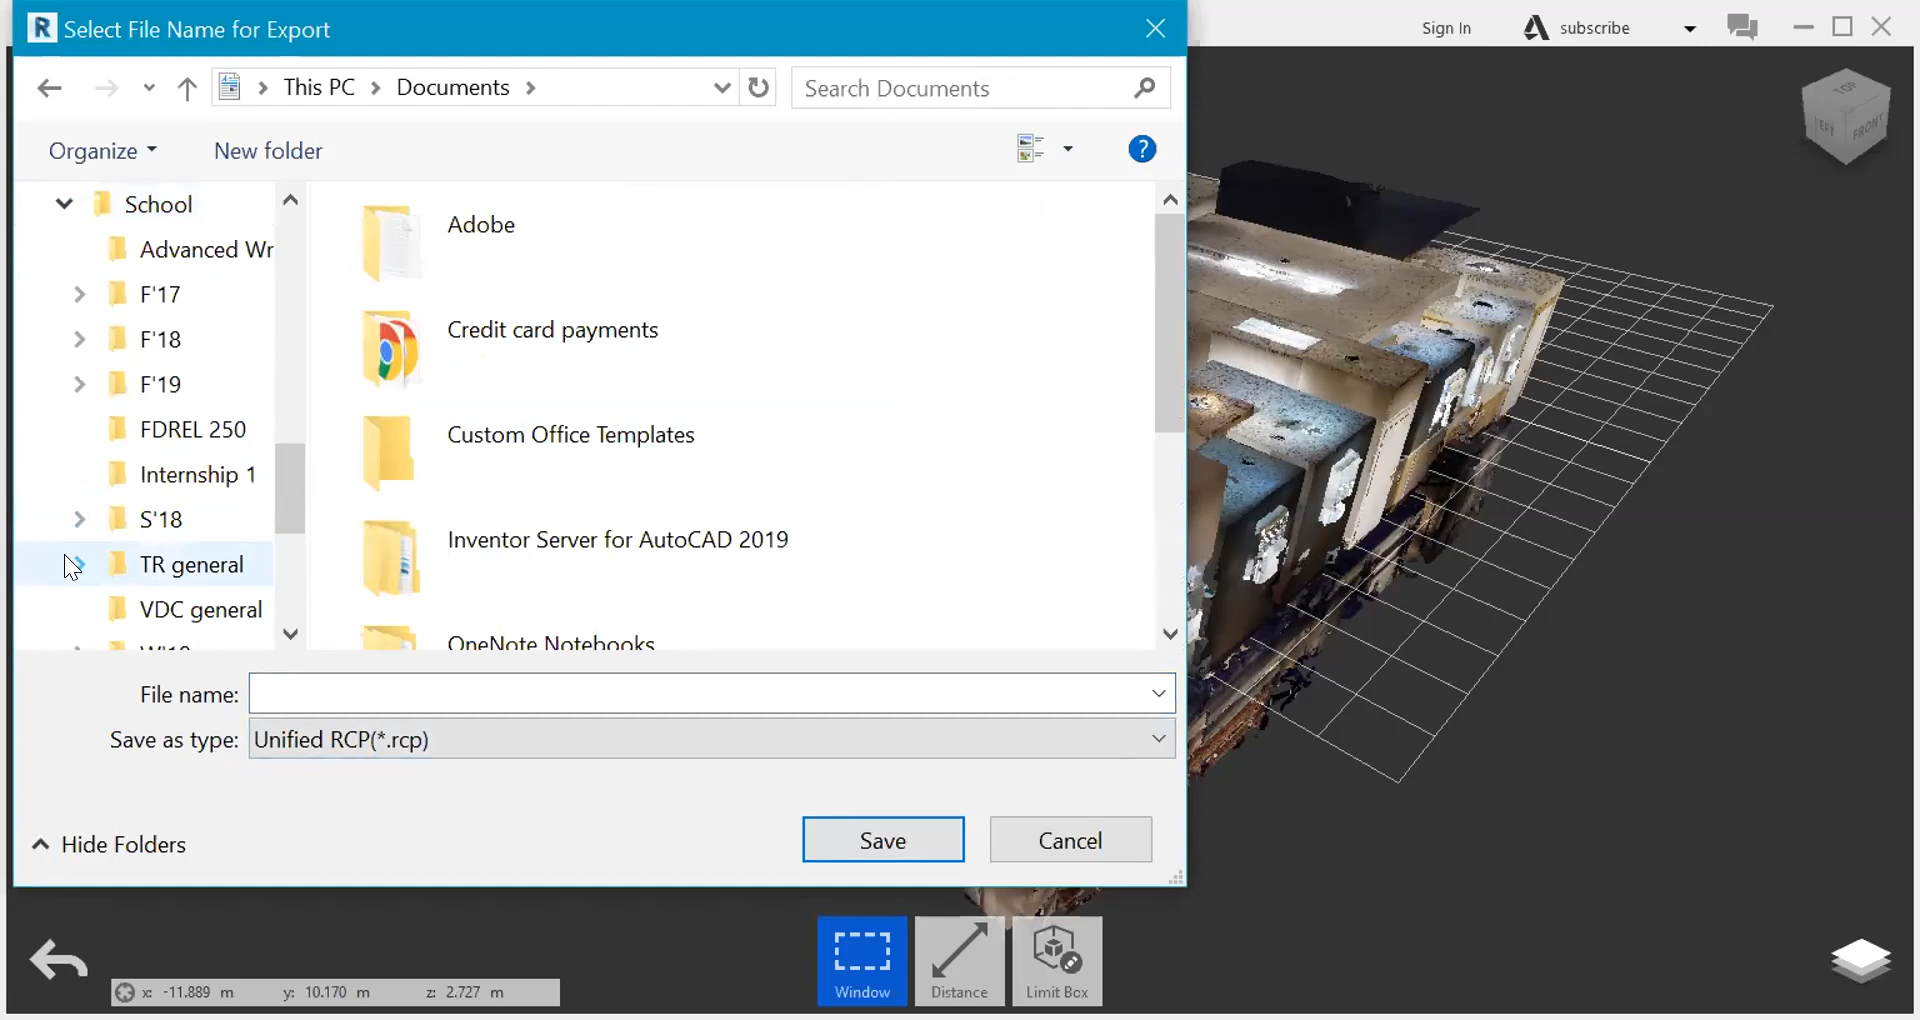 R Select File Name for Export
Sign In
subscribe
This PC
Documents
Search Documents
Organize
New folder
?
School
Advanced Wr
F'17
F'18
F'19
FDREL 250
Internship 1
S'18
TR general
VDC general
Adobe
Credit card payments
Custom Office Templates
Inventor Server for AutoCAD 2019
OneNote Notebooks
File name:
Save as type: Unified RCP(*.rcp)
Hide Folders
Save
Cancel
TOP
LEFT
FRONT
x: -11.889 m y: 10.170 m z: 2.727 m
Window
Distance
Limit Box